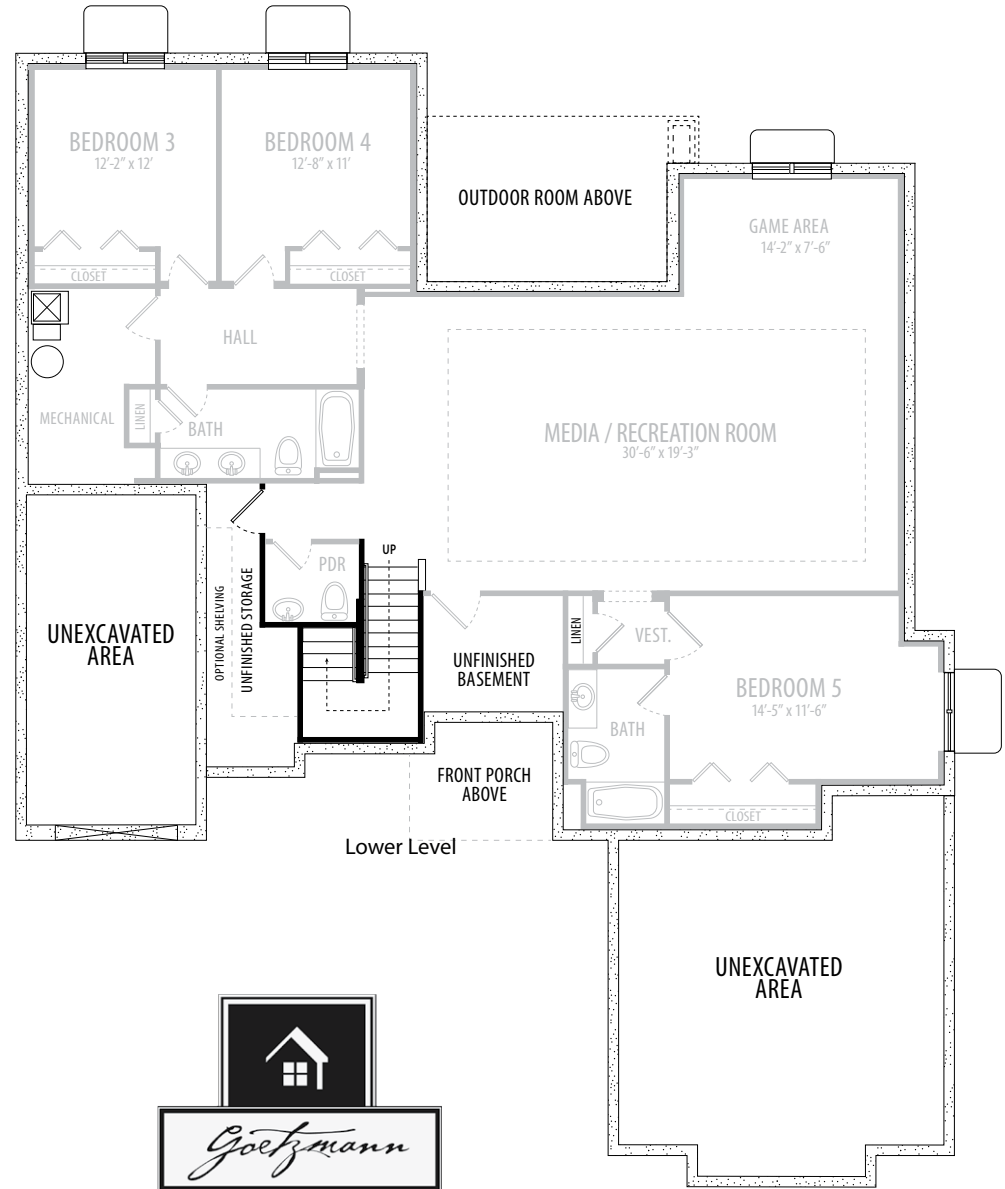 BEDROOM 3
12'-2" x 12'
BEDROOM 4
12'-8" x 11'
OUTDOOR ROOM ABOVE
GAME AREA
14'-2" x 7'-6"
CLOSET
CLOSET
HALL
MECHANICAL
LINEN
BATH
MEDIA / RECREATION ROOM
30'-6" x 19'-3"
UP
PDR
OPTIONAL SHELVING
UNFINISHED STORAGE
UNEXCAVATED
AREA
UNFINISHED
BASEMENT
LINEN
VEST.
BEDROOM 5
14'-5" x 11'-6"
BATH
CLOSET
FRONT PORCH
ABOVE
Lower Level
UNEXCAVATED
AREA
Goetzmann